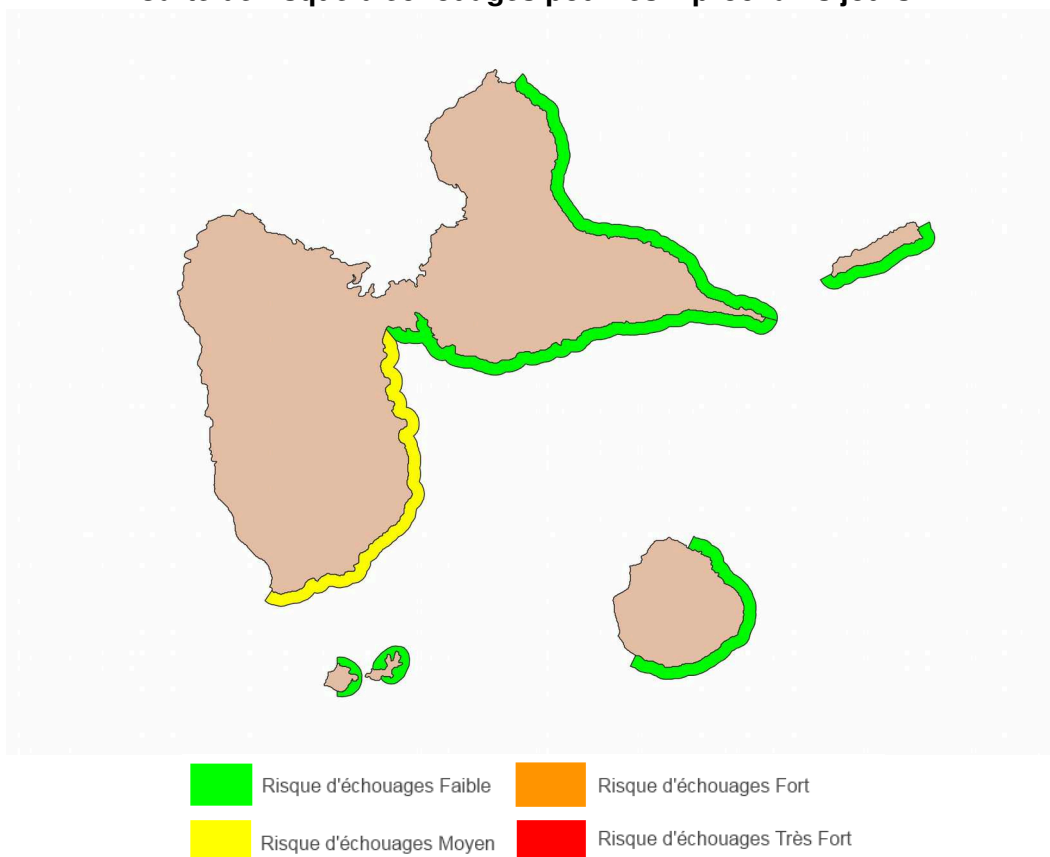 Risque d'échouages Faible
Risque d'échouages Fort
Risque d'échouages Moyen
Risque d'échouages Très Fort